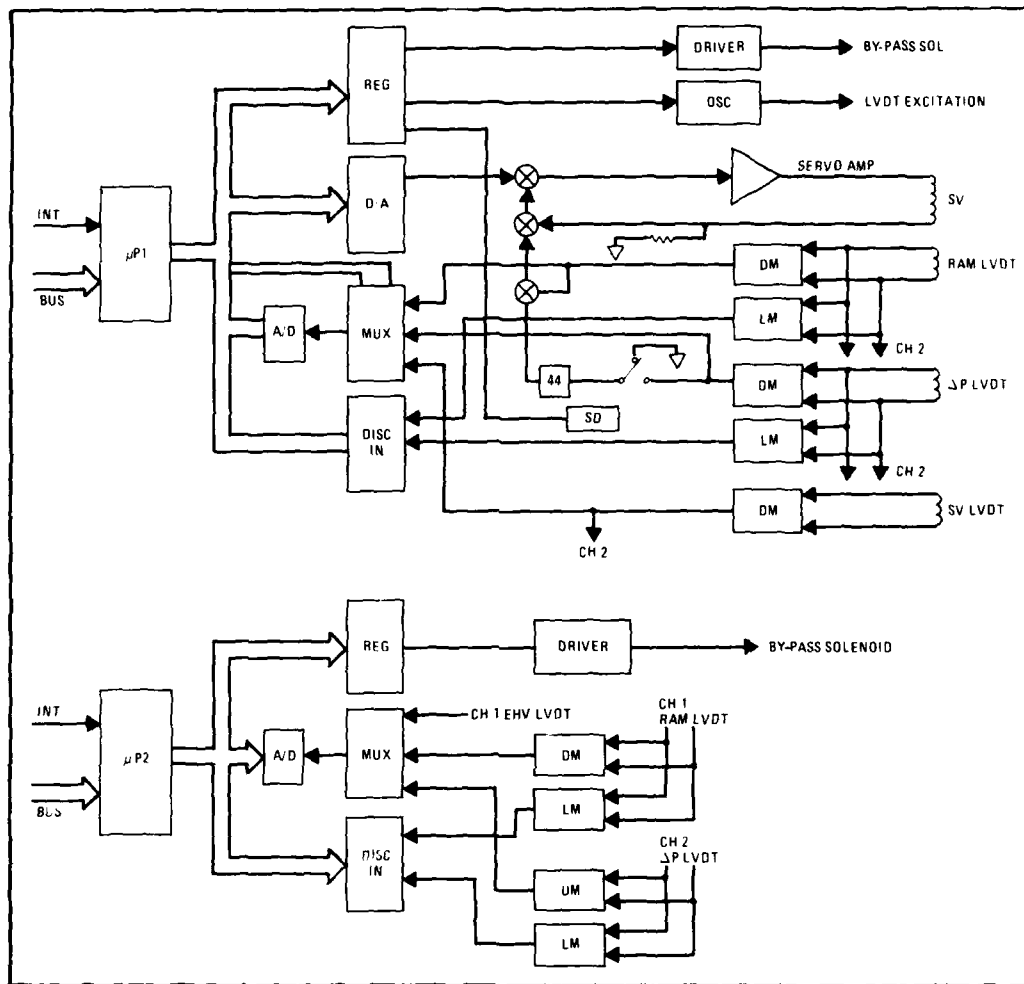 DRIVER
BY-PASS SOL
REG
OSC
LVDT EXCITATION
SERVO AMP
D/A
SV
INT
µP1
BUS
DM
RAM LVDT
LM
A/D
MUX
CH 2
44
DM
ΔP LVDT
SD
DISC
IN
LM
CH 2
DM
SV LVDT
CH 2
REG
DRIVER
BY-PASS SOLENOID
INT
CH 1 EHV LVDT
CH 1
RAM LVDT
µP2
A/D
MUX
DM
BUS
LM
DISC
IN
CH 2
ΔP LVDT
DM
LM